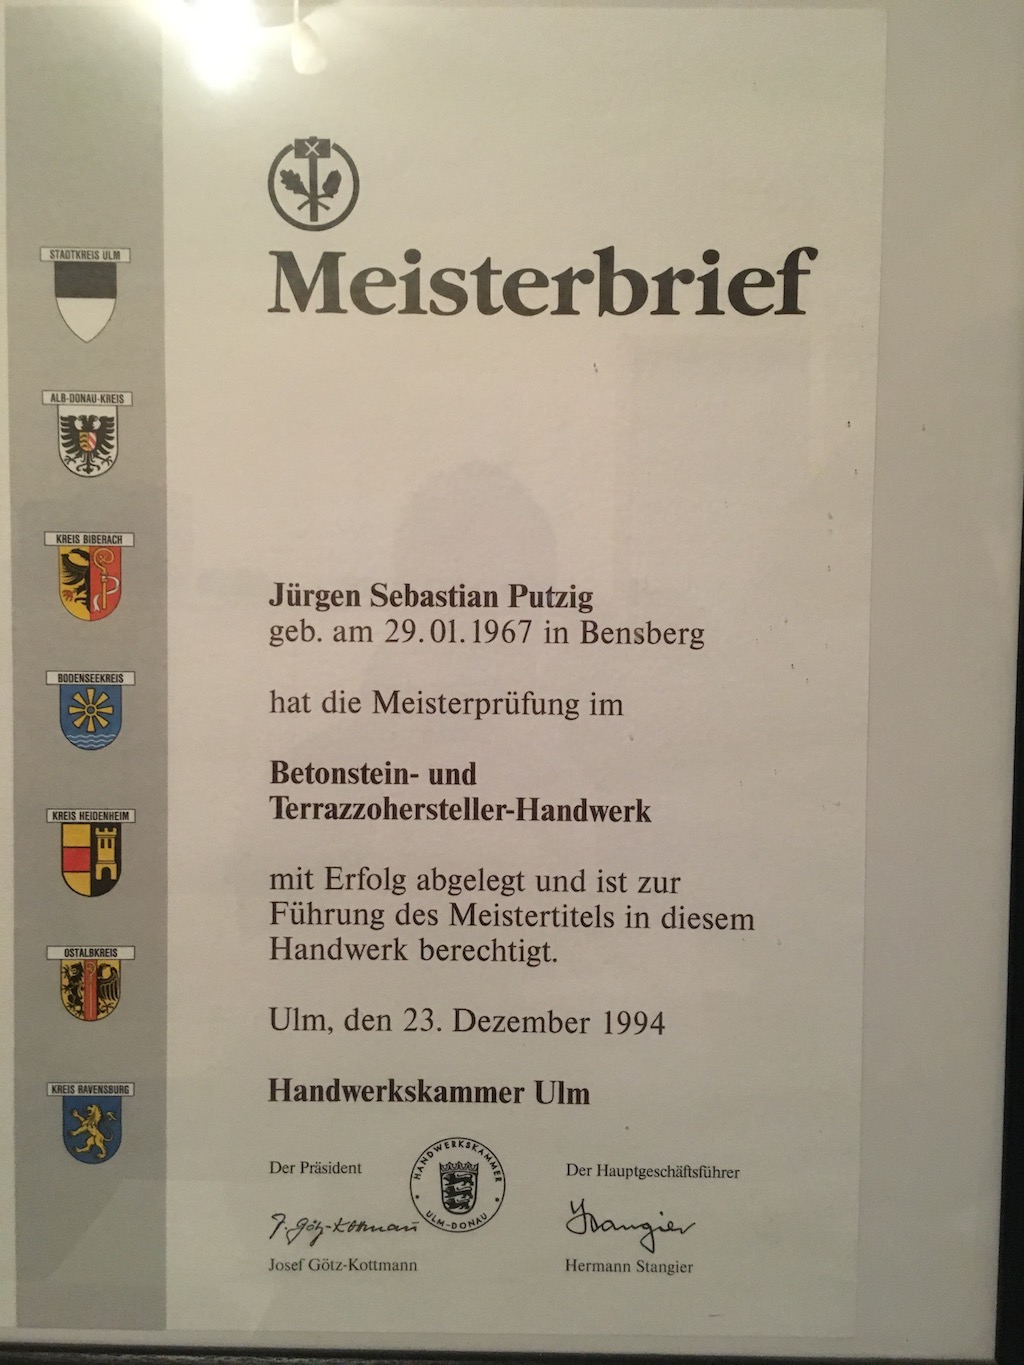 Meisterbrief
STADTKREIS ULM
ALB-DONAU-KREIS
KREIS BIBERACH
BODENSEEKREIS
KREIS HEIDENHEIM
OSTALBKREIS
KREIS RAVENSBURG
Jürgen Sebastian Putzig
geb. am 29.01.1967 in Bensberg
hat die Meisterprüfung im
Betonstein- und
Terrazzohersteller-Handwerk
mit Erfolg abgelegt und ist zur
Führung des Meistertitels in diesem
Handwerk berechtigt.
Ulm, den 23. Dezember 1994
Handwerkskammer Ulm
Der Präsident
HANDWERKSKAMMER
ULM-DONAU
Der Hauptgeschäftsführer
J. Götz-Kottmann
Stangier
Josef Götz-Kottmann
Hermann Stangier